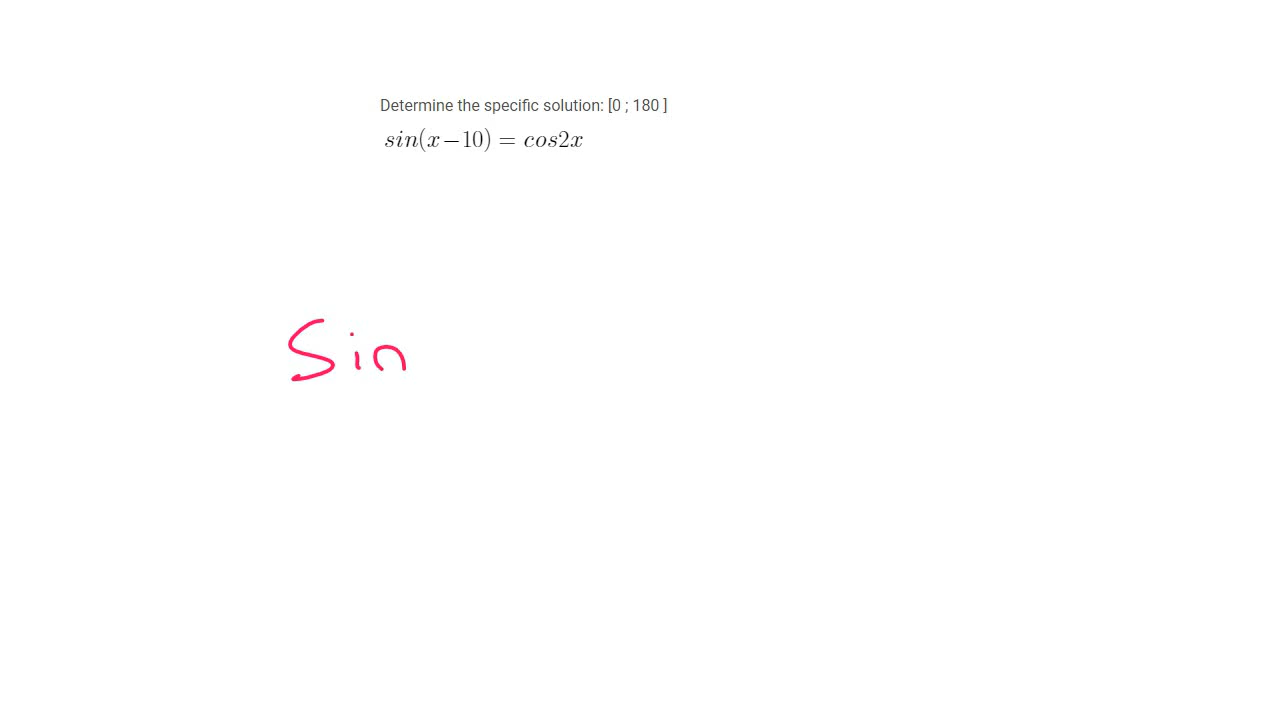 Determine the specific solution: [0 ; 180 ]
sin(x−10) = cos2x
Sin